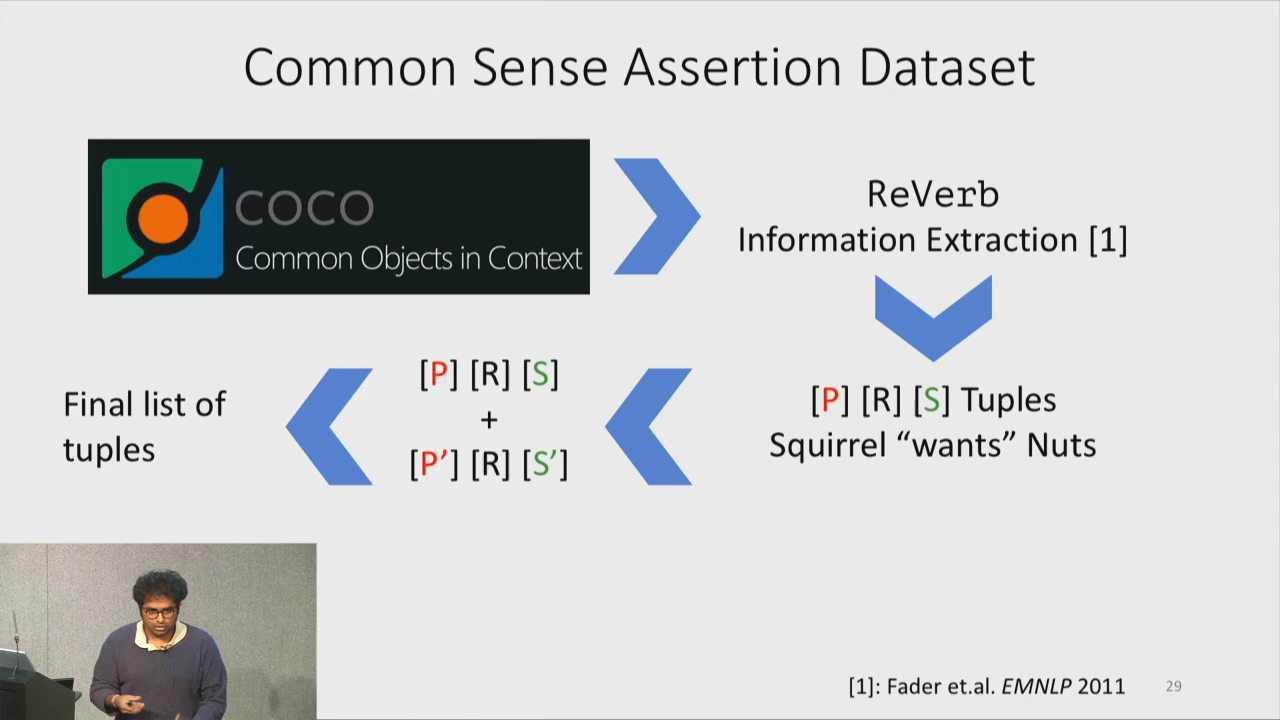 Common Sense Assertion Dataset
COCO
Common Objects in Context
ReVerb
Information Extraction [1]
[P] [R] [S] Tuples
Squirrel “wants” Nuts
[P] [R] [S]
+
[P’] [R] [S’]
Final list of
tuples
[1]: Fader et.al. EMNLP 2011
29